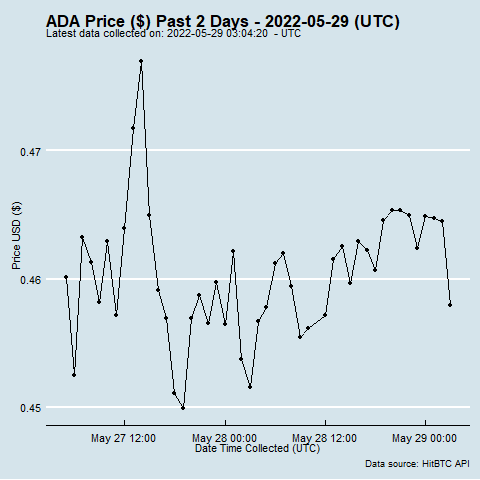 ADA Price ($) Past 2 Days - 2022-05-29 (UTC)
Latest data collected on: 2022-05-29 03:04:20  - UTC
0.47
0.46
0.45
Price USD ($)
May 27 12:00
May 28 00:00
May 28 12:00
May 29 00:00
Date Time Collected (UTC)
Data source: HitBTC API